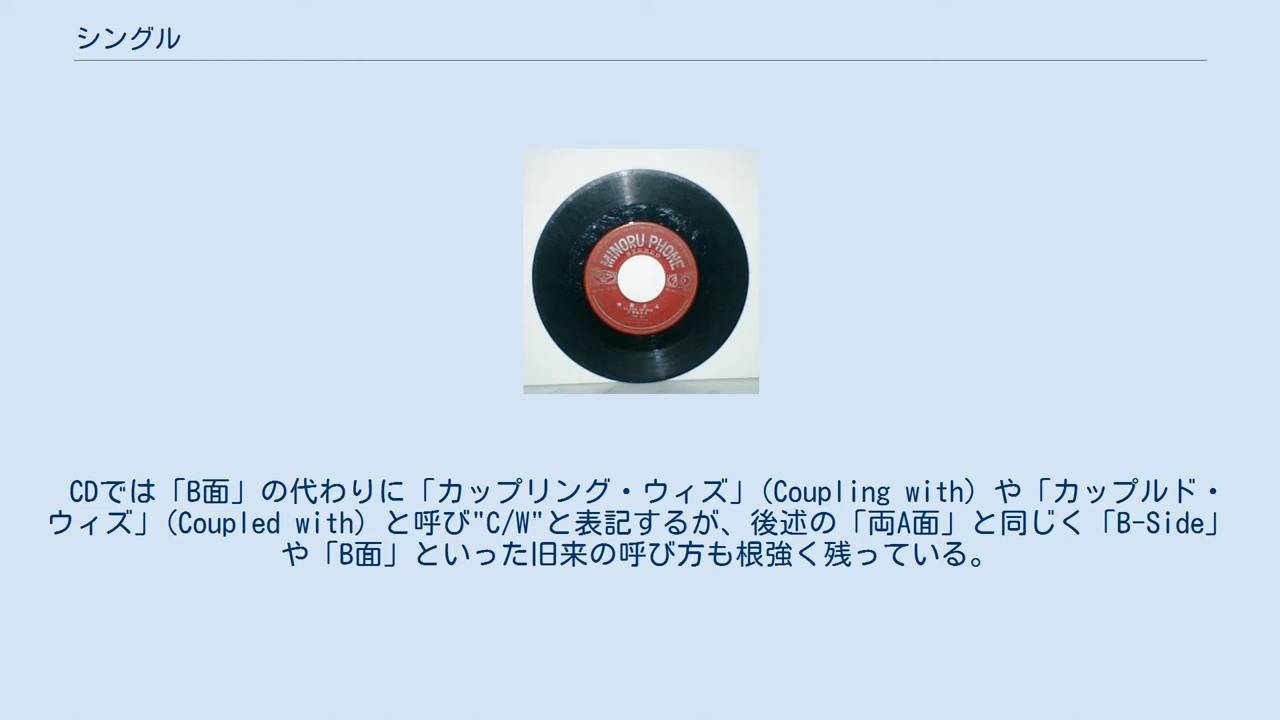 シングル
MINORU PHONE
STEREO
CDでは「B面」の代わりに「カップリング・ウィズ」(Coupling with) や「カップルド・
ウィズ」(Coupled with) と呼び"C/W"と表記するが、後述の「両A面」と同じく「B-Side」
や「B面」といった旧来の呼び方も根強く残っている。